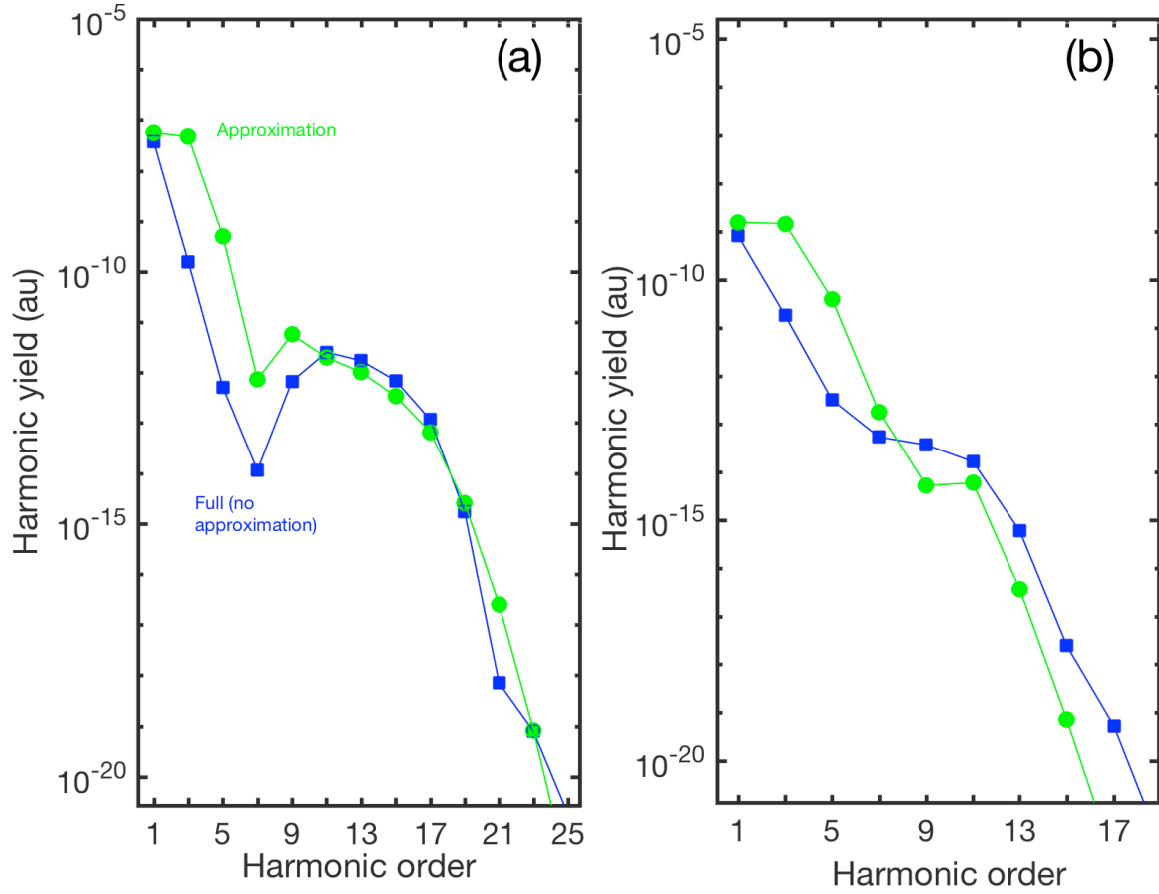 (a)
10-5
10-10
10-15
10-20
Harmonic yield (au)
Approximation
Full (no
approximation)
1 5 9 13 17 21 25
Harmonic order
(b)
10-5
10-10
10-15
10-20
Harmonic yield (au)
1 5 9 13 17
Harmonic order